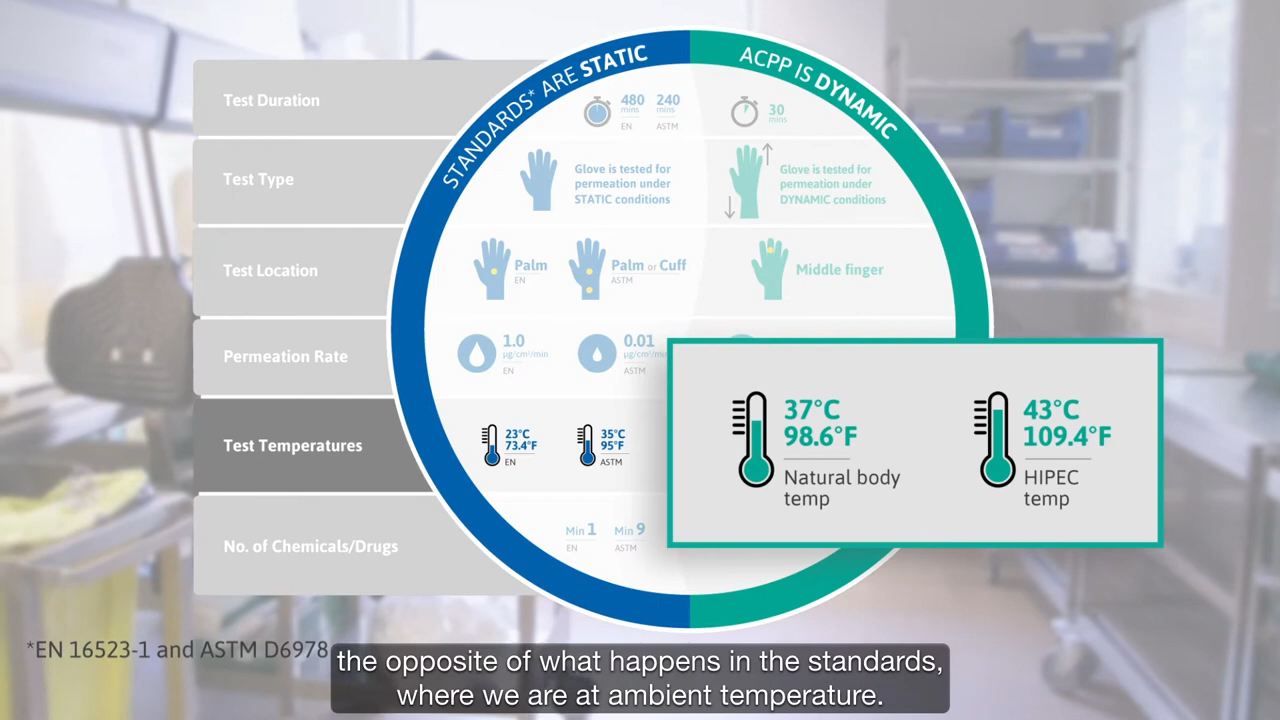 STANDARDS* ARE STATIC
ACPP IS DYNAMIC
Test Duration
480 mins
EN
240 mins
ASTM
30 mins
Test Type
Glove is tested for
permeation under
STATIC conditions
Glove is tested for
permeation under
DYNAMIC conditions
Test Location
Palm
EN
Palm or Cuff
ASTM
Middle finger
Permeation Rate
1.0
µg/cm²/min
EN
0.01
µg/cm²/min
ASTM
Test Temperatures
23°C
73.4°F
EN
35°C
95°F
ASTM
37°C
98.6°F
Natural body
temp
43°C
109.4°F
HIPEC
temp
No. of Chemicals/Drugs
Min 1
EN
Min 9
ASTM
*EN 16523-1 and ASTM D6978
the opposite of what happens in the standards,
where we are at ambient temperature.